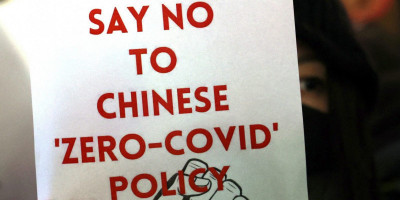 SAY NO
TO
CHINESE
'ZERO-COVID'
POLICY